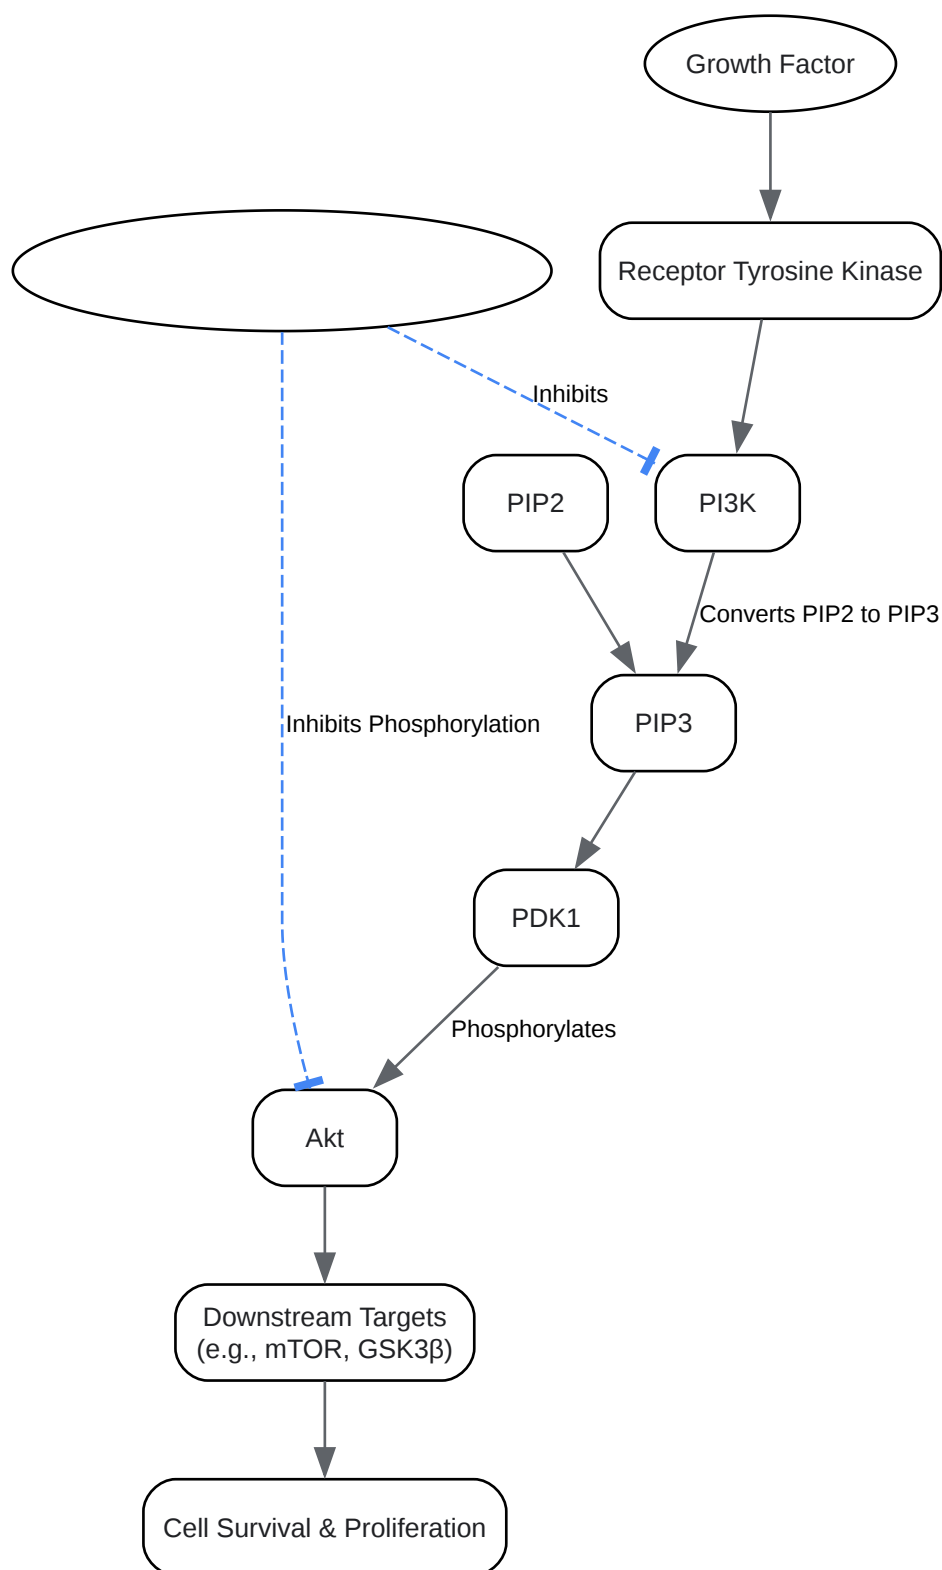 Growth Factor
Receptor Tyrosine Kinase
Inhibits
PIP2
PI3K
Converts PIP2 to PIP3
PIP3
Inhibits Phosphorylation
PDK1
Phosphorylates
Akt
Downstream Targets
(e.g., mTOR, GSK3β)
Cell Survival & Proliferation